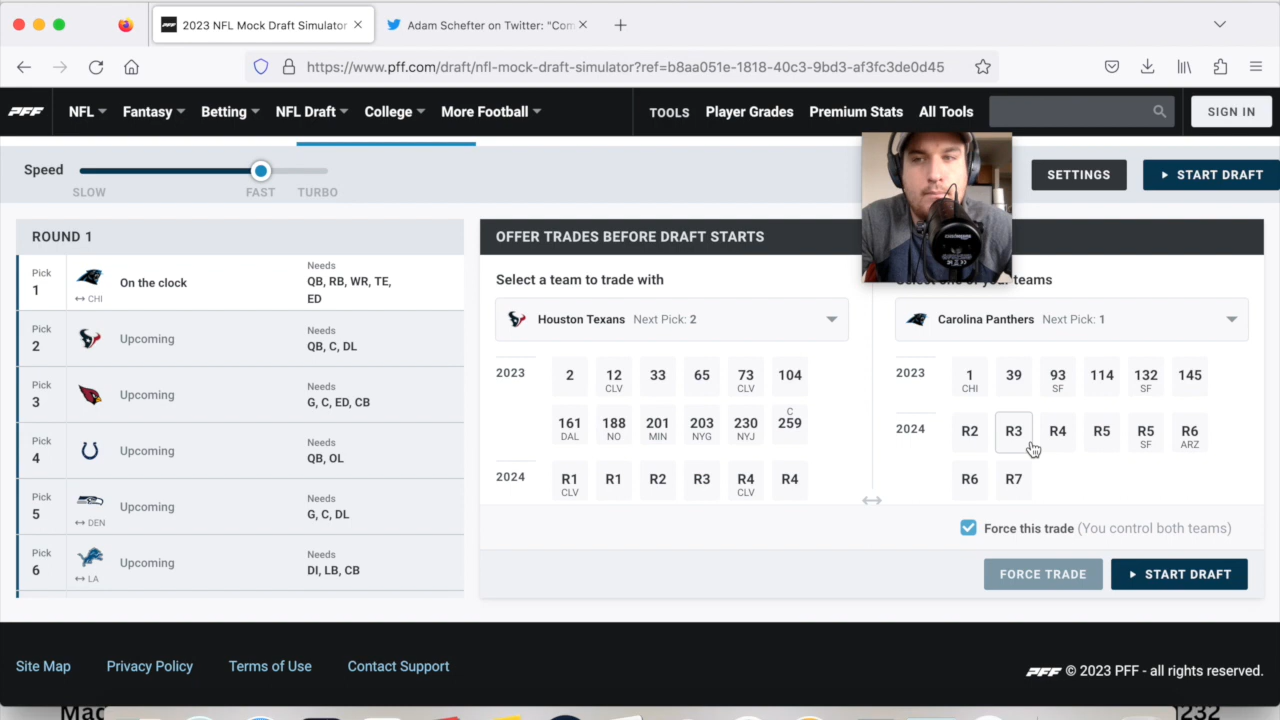 2023 NFL Mock Draft Simulator
Adam Schefter on Twitter: "Com
https://www.pff.com/draft/nfl-mock-draft-simulator?ref=b8aa051e-1818-40c3-9bd3-af3fc3de0d45
PFF NFL Fantasy Betting NFL Draft College More Football TOOLS Player Grades Premium Stats All Tools SIGN IN
Speed
SLOW FAST TURBO
SETTINGS START DRAFT
ROUND 1
Pick 1
CHI
On the clock
Needs
QB, RB, WR, TE,
ED
Pick 2
Upcoming
Needs
QB, C, DL
Pick 3
Upcoming
Needs
G, C, ED, CB
Pick 4
Upcoming
Needs
QB, OL
Pick 5
DEN
Upcoming
Needs
G, C, DL
Pick 6
LA
Upcoming
Needs
DI, LB, CB
OFFER TRADES BEFORE DRAFT STARTS
Select a team to trade with
Houston Texans Next Pick: 2
2023 2 12 33 65 73 104
CLV CLV
C
161 188 201 203 230 259
DAL NO MIN NYG NYJ
2024 R1 R1 R2 R3 R4 R4
CLV CLV
teams
Carolina Panthers Next Pick: 1
2023 1 39 93 114 132 145
CHI SF SF
2024 R2 R3 R4 R5 R5 R6
SF ARZ
R6 R7
Force this trade (You control both teams)
FORCE TRADE START DRAFT
Site Map Privacy Policy Terms of Use Contact Support
PFF © 2023 PFF - all rights reserved.